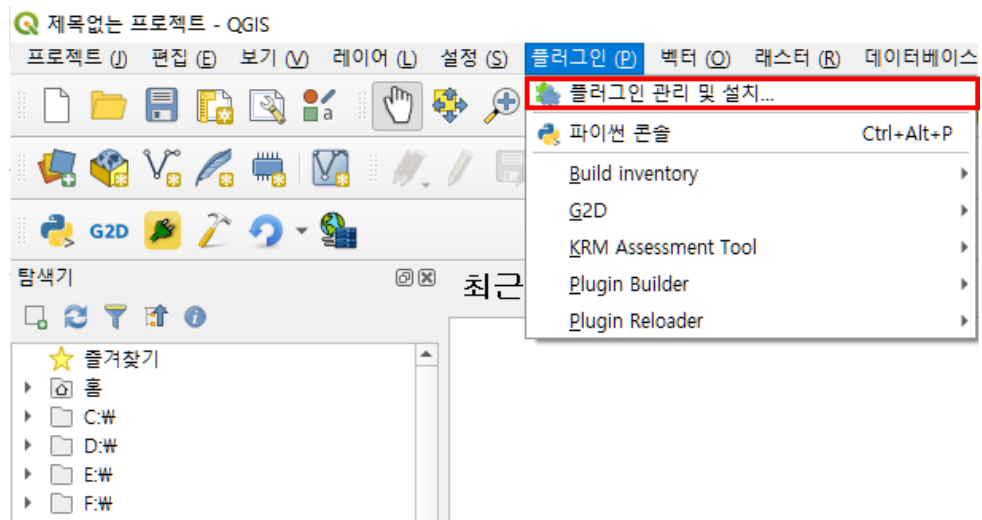 제목없는 프로젝트 - QGIS
프로젝트 (J) 편집 (E) 보기 (V) 레이어 (L) 설정 (S) 플러그인 (P) 벡터 (O) 래스터 (R) 데이터베이스
플러그인 관리 및 설치...
파이썬 콘솔 Ctrl+Alt+P
Build inventory
G2D
G2D
KRM Assessment Tool
탐색기
최근
Plugin Builder
Plugin Reloader
즐겨찾기
홈
C:₩
D:₩
E:₩
F:₩